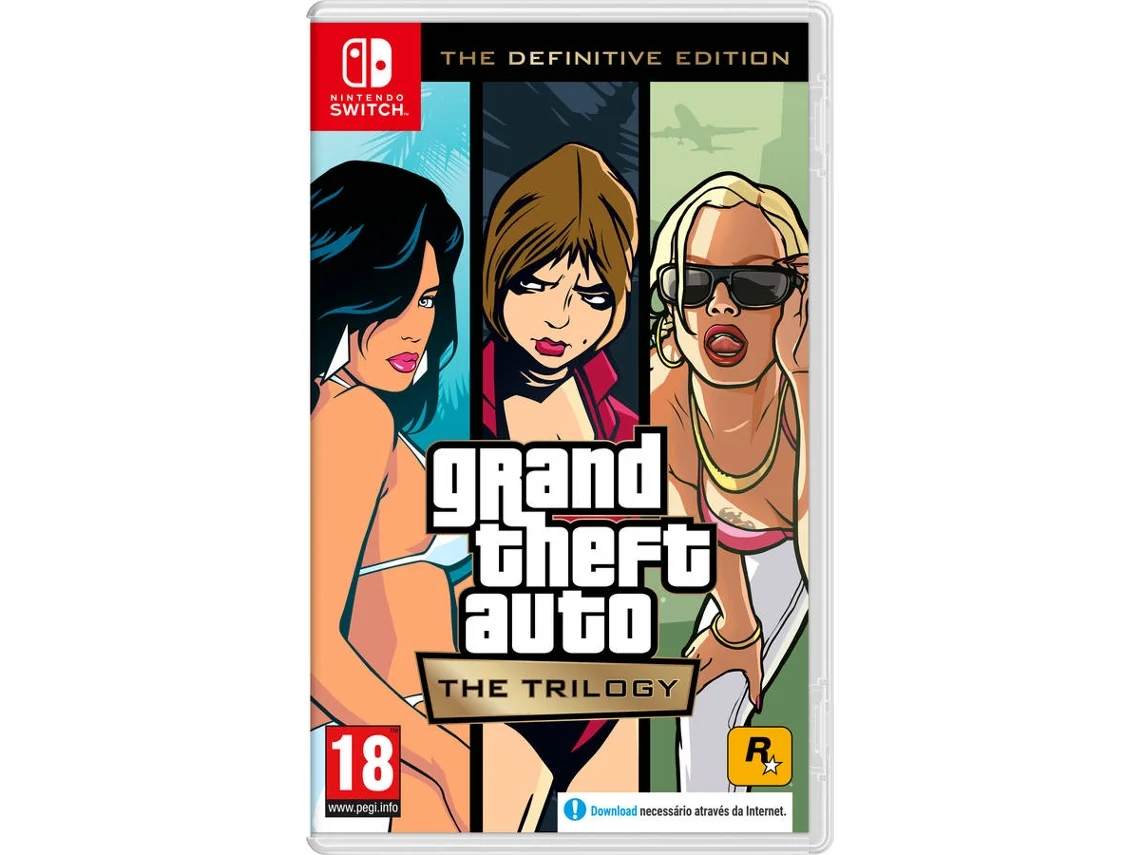 NINTENDO
SWITCH
THE DEFINITIVE EDITION
grand
theft
auto
THE TRILOGY
18
www.pegi.info
R
Download necessário através da Internet.